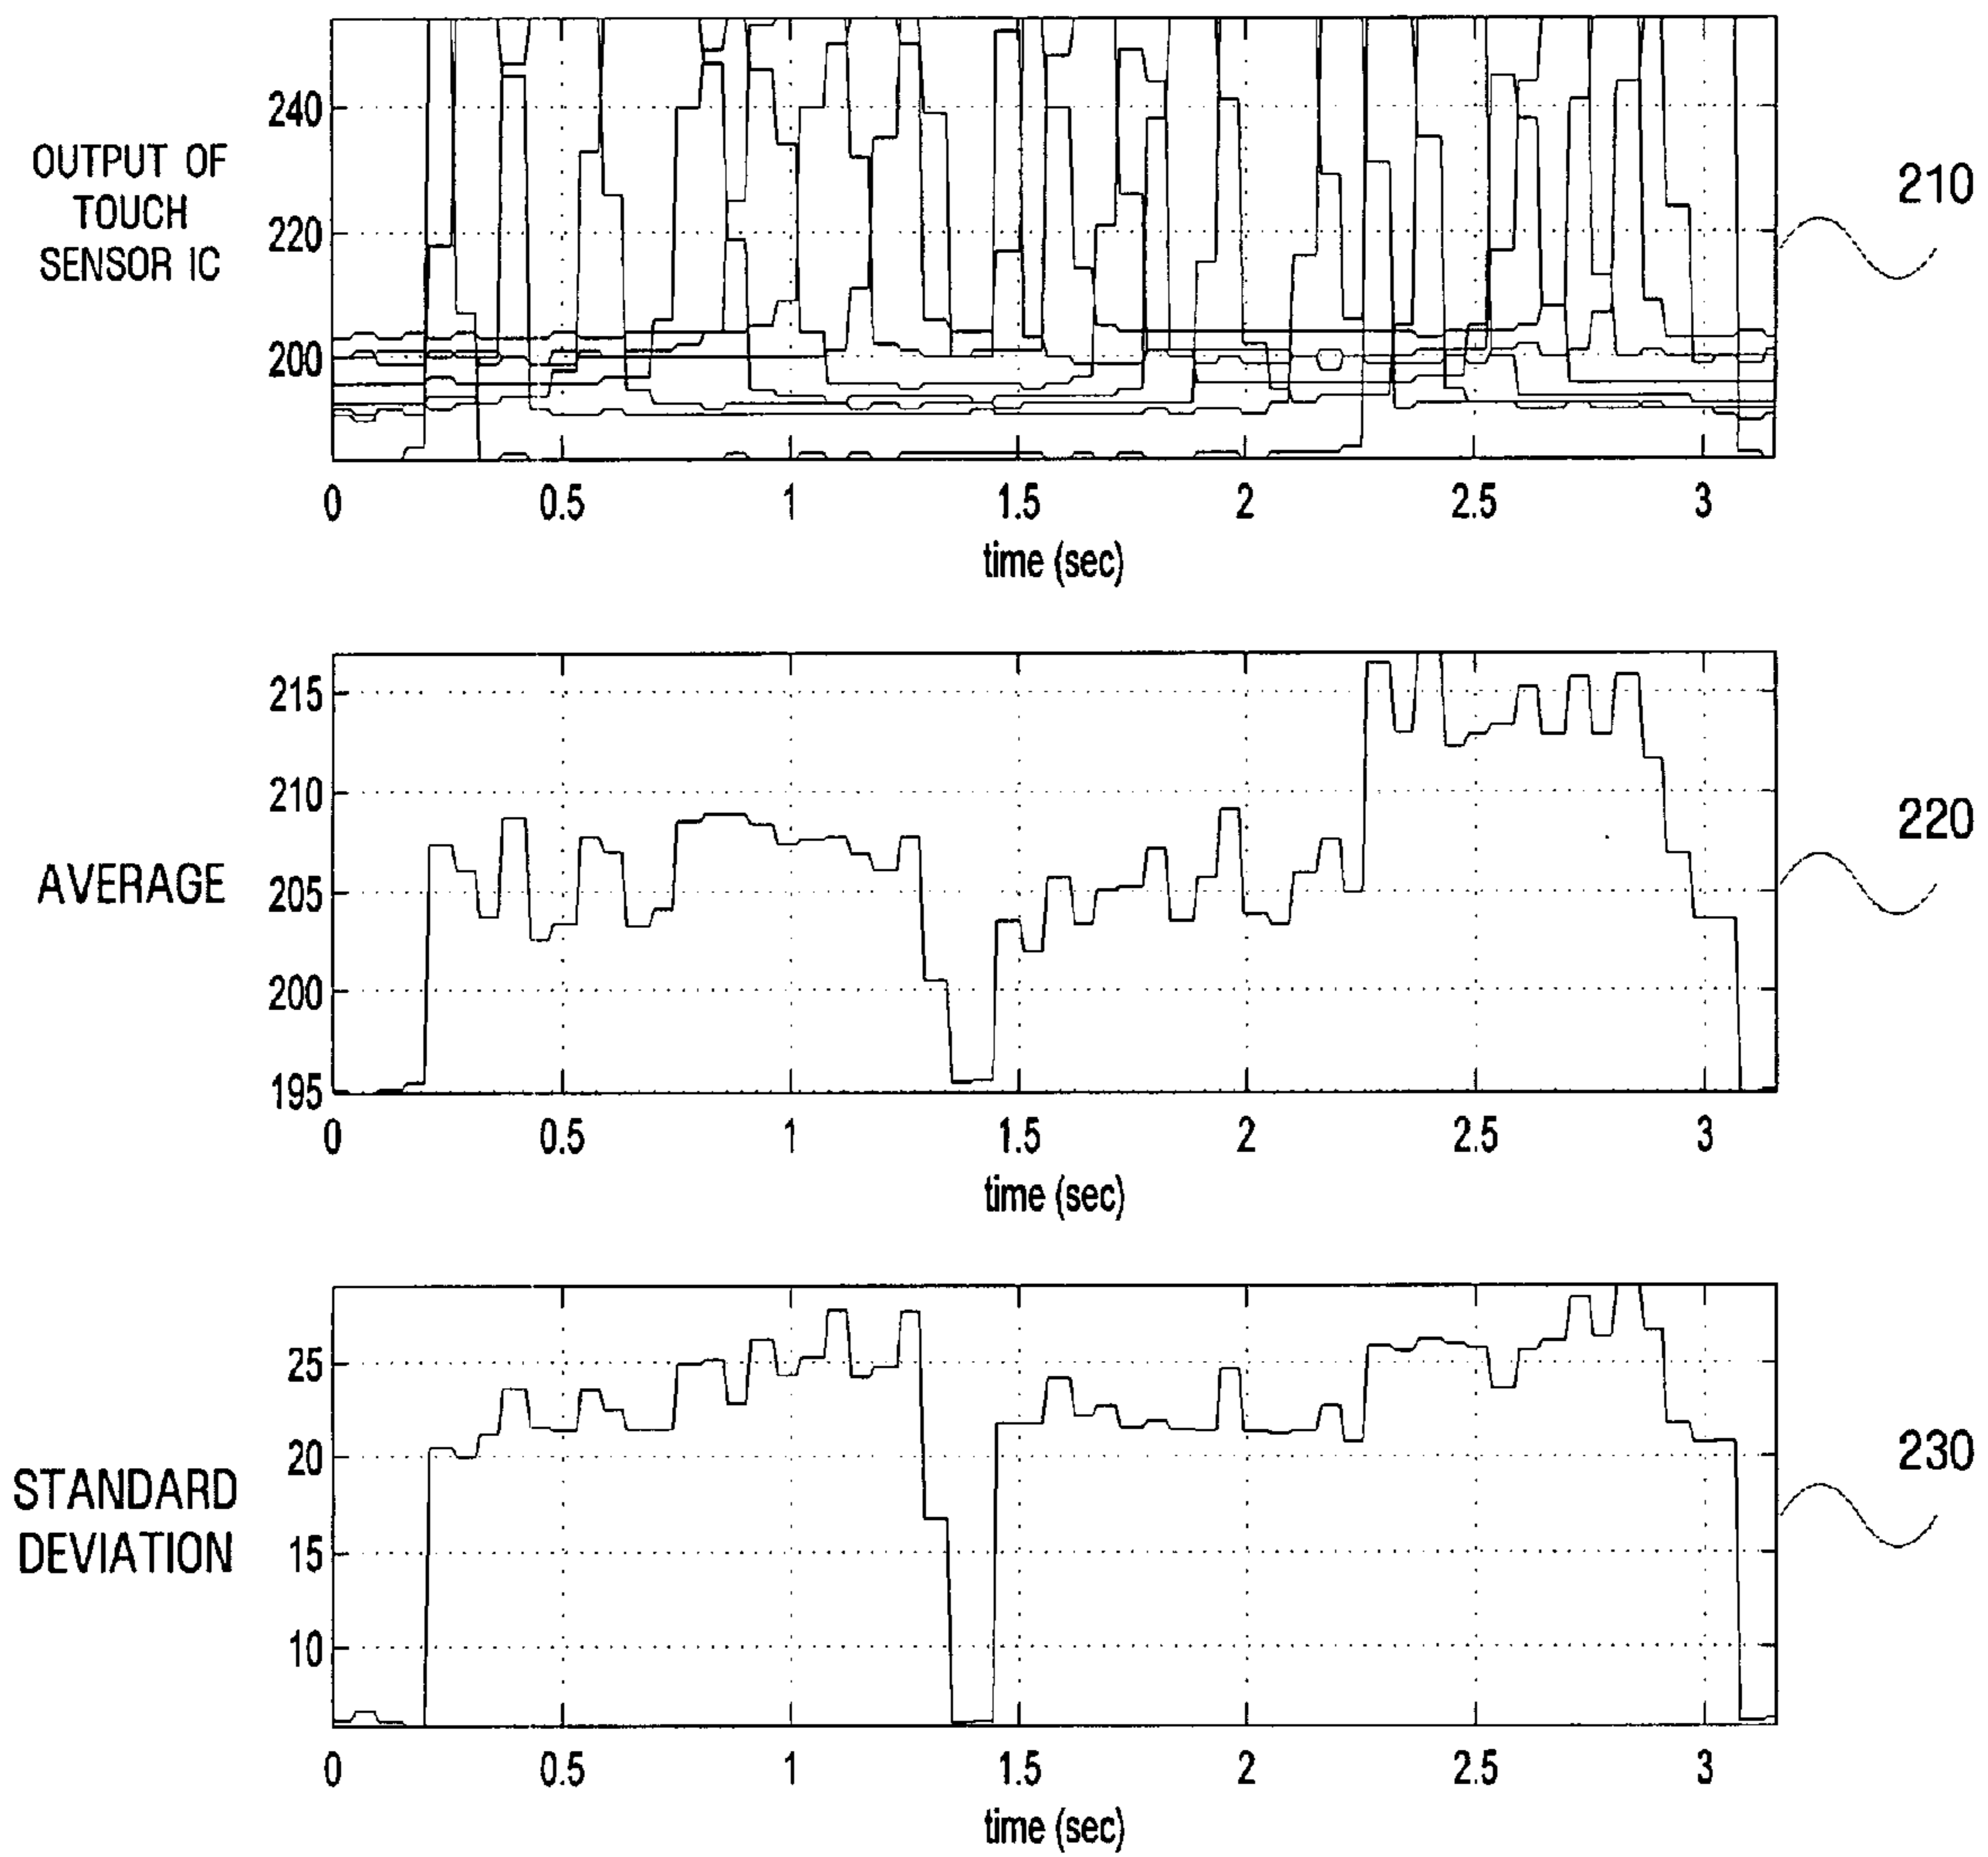 OUTPUT OF
TOUCH
SENSOR IC
240
220
200
0 0.5 1 1.5 2 2.5 3
time (sec)
210
AVERAGE
215
210
205
200
195
0 0.5 1 1.5 2 2.5 3
time (sec)
220
STANDARD
DEVIATION
25
20
15
10
0 0.5 1 1.5 2 2.5 3
time (sec)
230